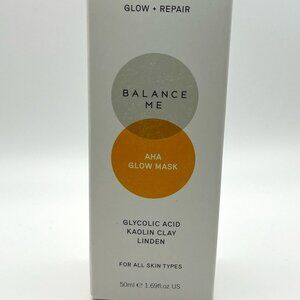 GLOW + REPAIR
BALANCE
ME
AHA
GLOW MASK
GLYCOLIC ACID
KAOLIN CLAY
LINDEN
FOR ALL SKIN TYPES
50ml ℮ 1.69fl.oz US